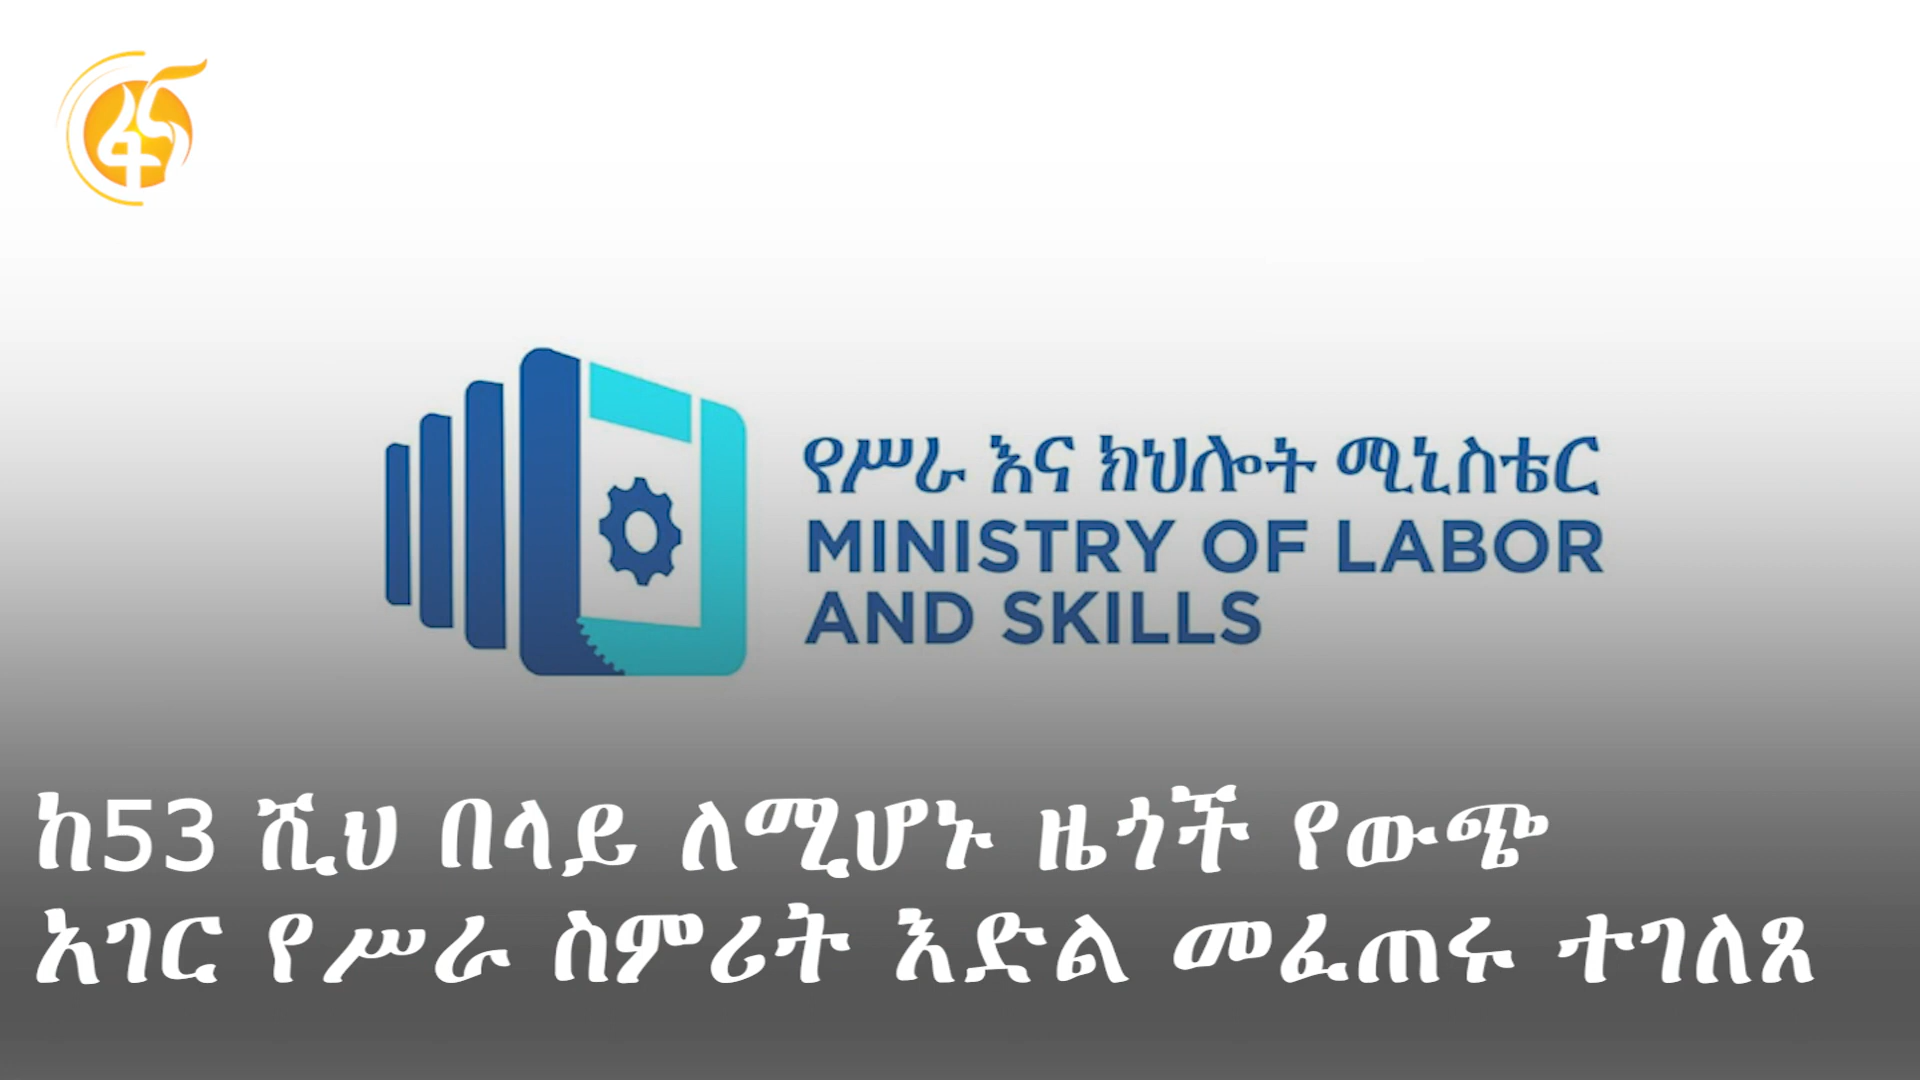 ፋና
የሥራ እና ክህሎት ሚኒስቴር
MINISTRY OF LABOR
AND SKILLS
ከ53 ሺህ በላይ ለሚሆኑ ዜጎች የውጭ
አገር የሥራ ስምሪት እድል መፈጠሩ ተገለጸ